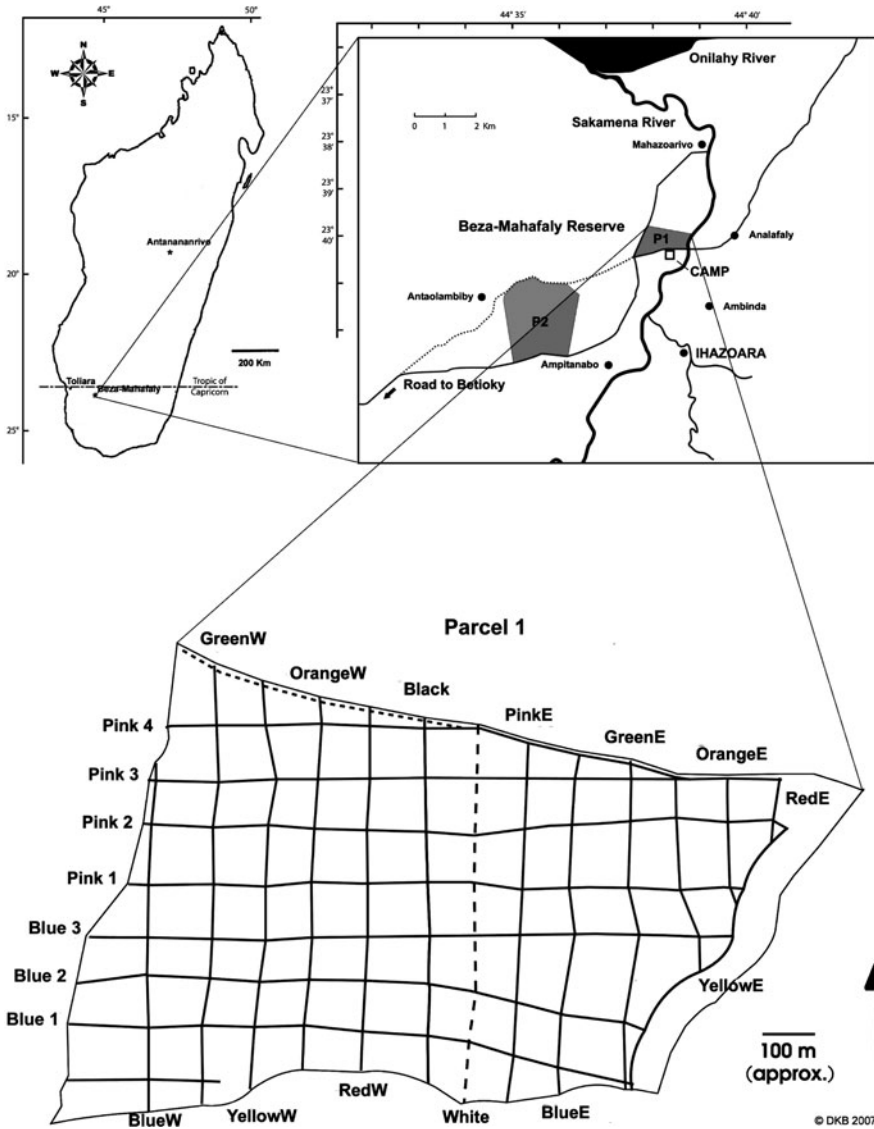 45° 50°
N
W E
S
15°
Antanananrivo
20°
200 Km
Toliara
Tropic of
Capricorn
Beza-Mahafaly
25°
44° 35' 44° 40'
Onilahy River
23°
37'
0 1 2 Km
Sakamena River
23°
38'
Mahazoarivo
23°
39'
Beza-Mahafaly Reserve
23°
40'
P1
Analafaly
CAMP
Antaolambiby
Ambinda
P2
IHAZOARA
Ampitanabo
Road to Betioky
Parcel 1
GreenW
OrangeW
Black
PinkE
GreenE
OrangeE
RedE
Pink 4
Pink 3
Pink 2
Pink 1
Blue 3
Blue 2
Blue 1
YellowE
100 m
(approx.)
BlueW
YellowW
RedW
White
BlueE
© DKB 2007